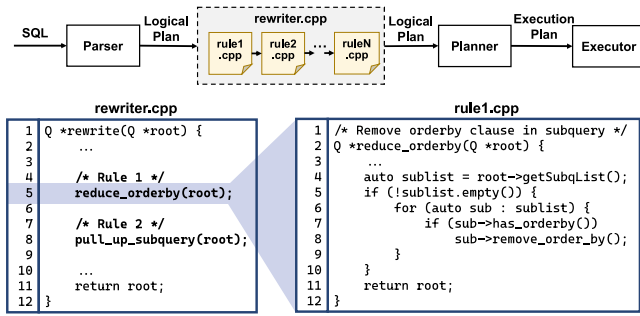 SQL
Parser
Logical
Plan
rewriter.cpp
rule1
.cpp
rule2
.cpp
...
ruleN
.cpp
Logical
Plan
Planner
Execution
Plan
Executor
rewriter.cpp
1 Q *rewrite(Q *root) {
2 ...
3
4 /* Rule 1 */
5 reduce_orderby(root);
6
7 /* Rule 2 */
8 pull_up_subquery(root);
9
10 ...
11 return root;
12 }
rule1.cpp
1 /* Remove orderby clause in subquery */
2 Q *reduce_orderby(Q *root) {
3 ...
4 auto sublist = root->getSubqList();
5 if (!sublist.empty()) {
6 for (auto sub : sublist) {
7 if (sub->has_orderby())
8 sub->remove_order_by();
9 }
10 }
11 return root;
12 }